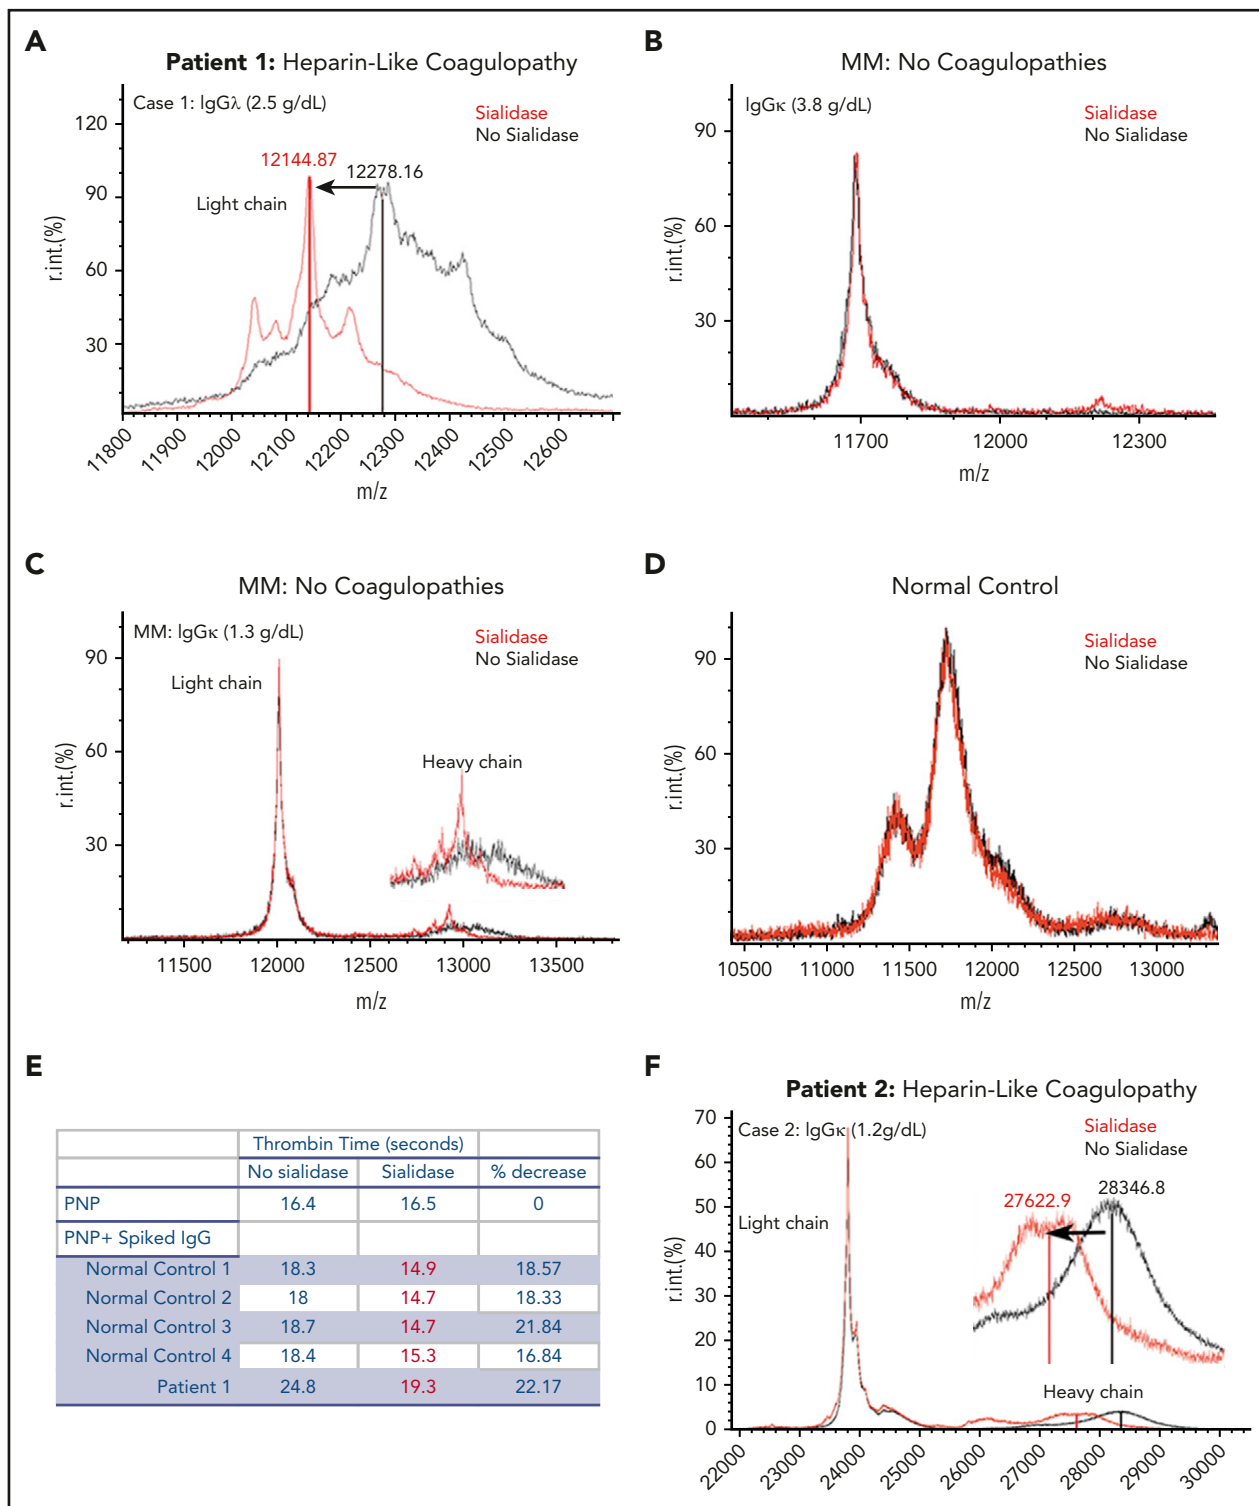 A
Patient 1: Heparin-Like Coagulopathy
Case 1: IgGλ (2.5 g/dL)
Sialidase
No Sialidase
12144.87
12278.16
Light chain
r.int.(%)
120
90
60
30
11800 11900 12000 12100 12200 12300 12400 12500 12600
m/z
B
MM: No Coagulopathies
IgGκ (3.8 g/dL)
Sialidase
No Sialidase
r.int.(%)
90
60
30
11700 12000 12300
m/z
C
MM: No Coagulopathies
MM: IgGκ (1.3 g/dL)
Sialidase
No Sialidase
Light chain
Heavy chain
r.int.(%)
90
60
30
11500 12000 12500 13000 13500
m/z
D
Normal Control
Sialidase
No Sialidase
r.int.(%)
90
60
30
10500 11000 11500 12000 12500 13000
m/z
E
Thrombin Time (seconds)
No sialidase Sialidase % decrease
PNP 16.4 16.5 0
PNP+ Spiked IgG
Normal Control 1 18.3 14.9 18.57
Normal Control 2 18 14.7 18.33
Normal Control 3 18.7 14.7 21.84
Normal Control 4 18.4 15.3 16.84
Patient 1 24.8 19.3 22.17
F
Patient 2: Heparin-Like Coagulopathy
Case 2: IgGκ (1.2g/dL)
Sialidase
No Sialidase
27622.9
28346.8
Light chain
Heavy chain
r.int.(%)
70
60
50
40
30
20
10
0
22000 23000 24000 25000 26000 27000 28000 29000 30000
m/z